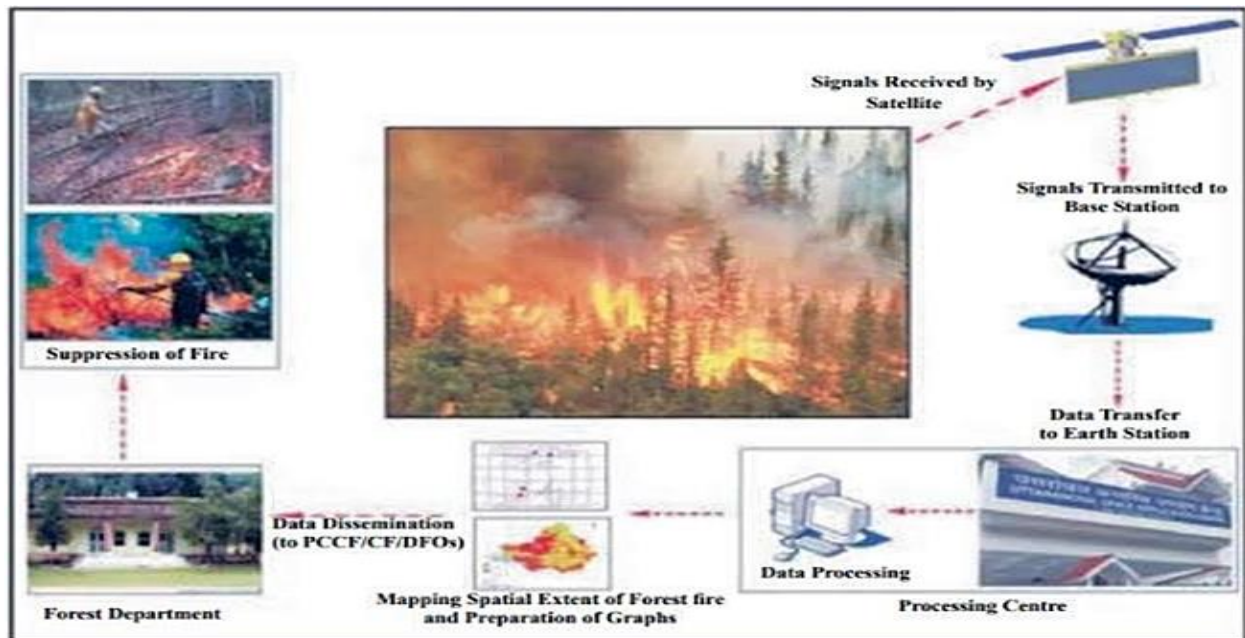 Signals Received by
Satellite
Signals Transmitted to
Base Station
Data Transfer
to Earth Station
Processing Centre
Data Processing
Mapping Spatial Extent of Forest fire
and Preparation of Graphs
Data Dissemination
(to PCCF/CF/DFOs)
Forest Department
Suppression of Fire